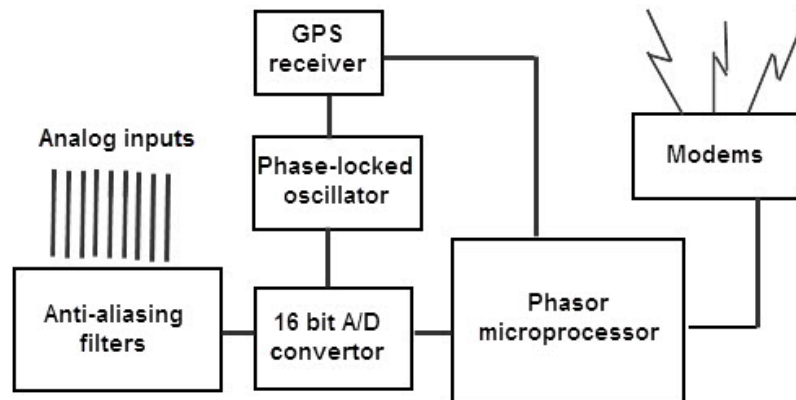 GPS
receiver
Analog inputs
Phase-locked
oscillator
Modems
Anti-aliasing
filters
16 bit A/D
convertor
Phasor
microprocessor